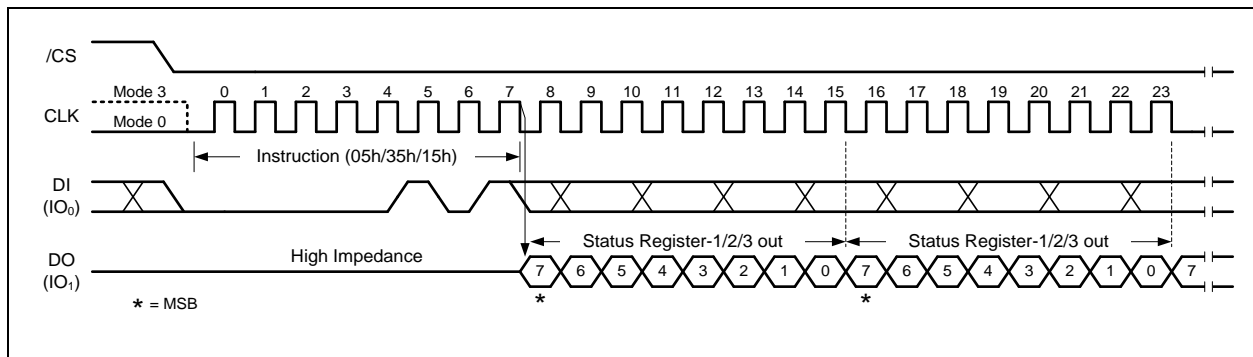 /CS
Mode 3
CLK
Mode 0
0 1 2 3 4 5 6 7 8 9 10 11 12 13 14 15 16 17 18 19 20 21 22 23
Instruction (05h/35h/15h)
DI
(IO₀)
Status Register-1/2/3 out Status Register-1/2/3 out
High Impedance
DO
(IO₁)
7 6 5 4 3 2 1 0 7 6 5 4 3 2 1 0 7
* *
* = MSB